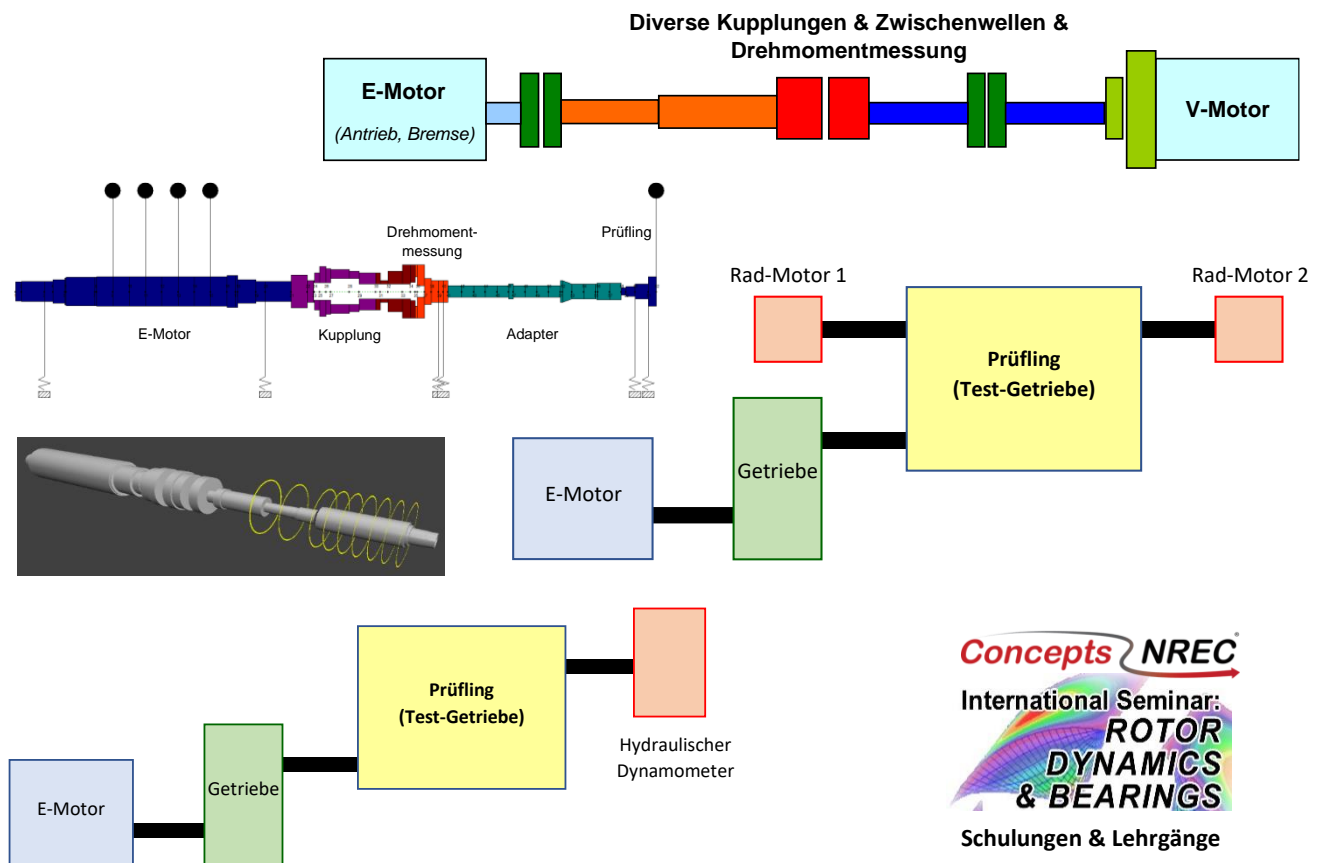 Diverse Kupplungen & Zwischenwellen &
Drehmomentmessung
E-Motor
(Antrieb, Bremse)
V-Motor
Drehmoment-
messung
Prüfling
E-Motor
Kupplung
Adapter
Rad-Motor 1
Rad-Motor 2
Prüfling
(Test-Getriebe)
Getriebe
E-Motor
Prüfling
(Test-Getriebe)
Hydraulischer
Dynamometer
Getriebe
E-Motor
Concepts NREC
International Seminar:
ROTOR
DYNAMICS
& BEARINGS
Schulungen & Lehrgänge